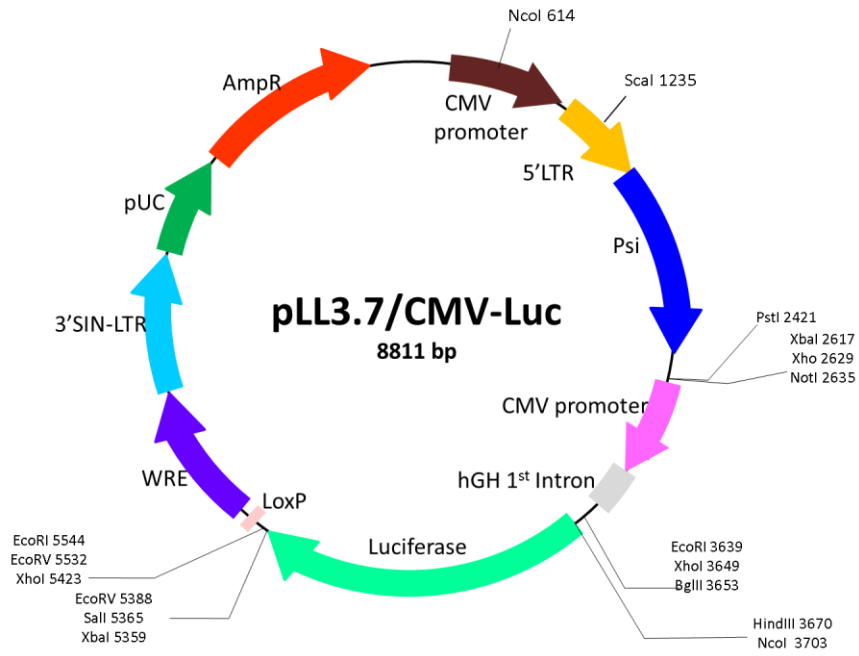 NcoI 614
ScaI 1235
AmpR
CMV
promoter
5'LTR
pUC
Psi
3'SIN-LTR
pLL3.7/CMV-Luc
8811 bp
PstI 2421
XbaI 2617
Xho 2629
NotI 2635
CMV promoter
hGH 1st Intron
WRE
LoxP
Luciferase
EcoRI 5544
EcoRV 5532
XhoI 5423
EcoRV 5388
SalI 5365
XbaI 5359
EcoRI 3639
XhoI 3649
BglII 3653
HindIII 3670
NcoI 3703